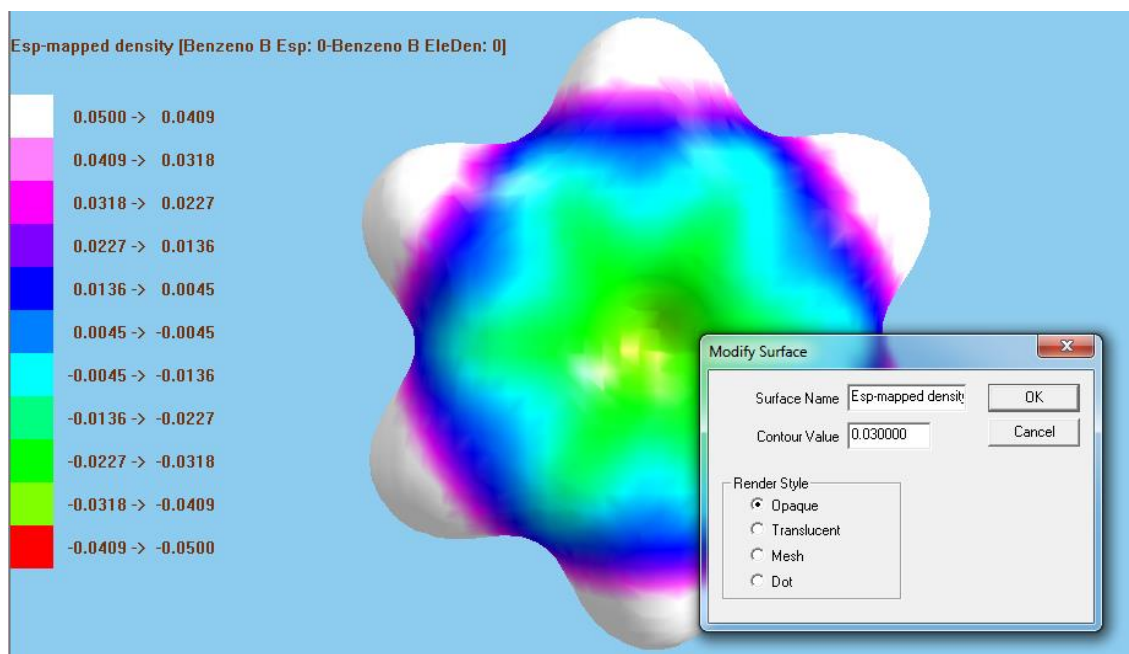 Esp-mapped density [Benzeno B Esp: 0-Benzeno B EleDen: 0]
0.0500 -> 0.0409
0.0409 -> 0.0318
0.0318 -> 0.0227
0.0227 -> 0.0136
0.0136 -> 0.0045
0.0045 -> -0.0045
-0.0045 -> -0.0136
-0.0136 -> -0.0227
-0.0227 -> -0.0318
-0.0318 -> -0.0409
-0.0409 -> -0.0500
Modify Surface
Surface Name Esp-mapped density OK
Contour Value 0.030000 Cancel
Render Style
Opaque
Translucent
Mesh
Dot